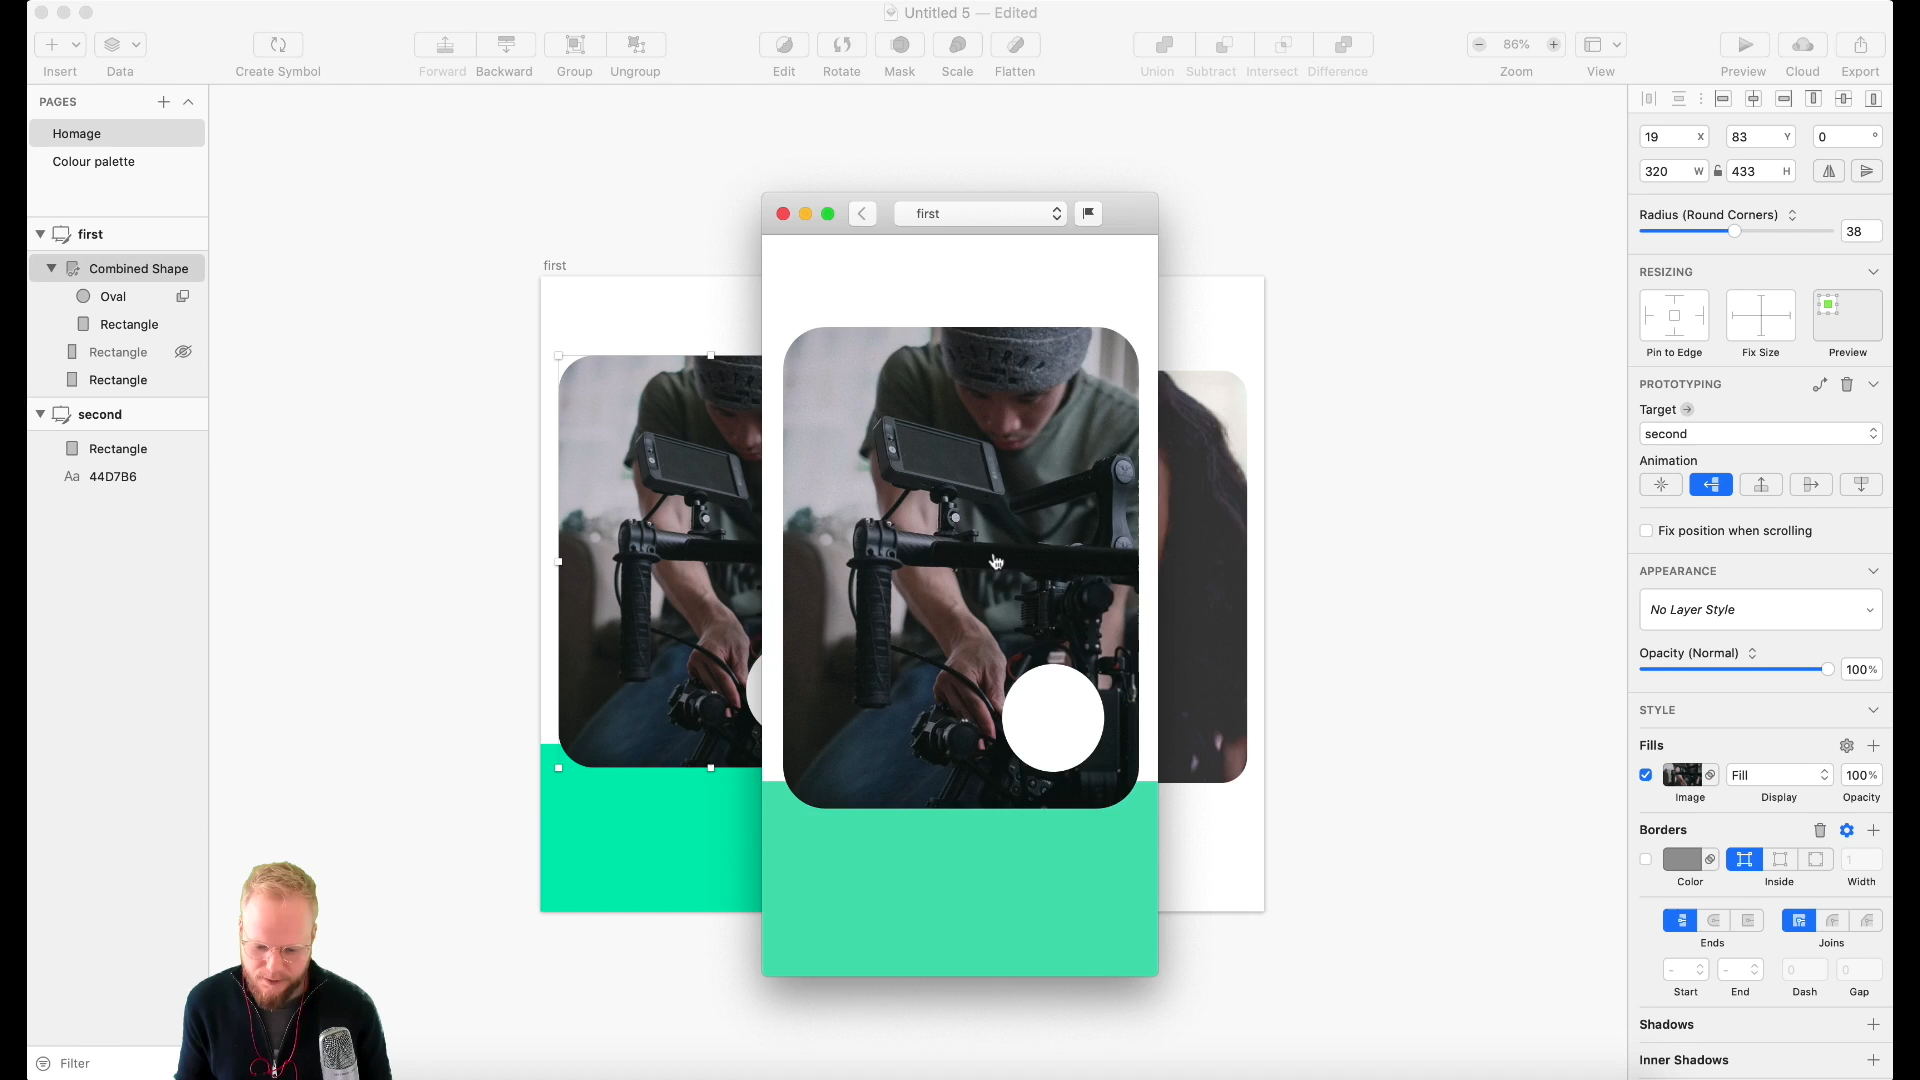 Untitled 5 — Edited
Insert
Data
Create Symbol
Forward
Backward
Group
Ungroup
Edit
Rotate
Mask
Scale
Flatten
Union
Subtract
Intersect
Difference
86%
Zoom
View
Preview
Cloud
Export
PAGES
Homage
Colour palette
first
Combined Shape
Oval
Rectangle
Rectangle
Rectangle
second
Rectangle
Aa 44D7B6
Filter
first
first
19 X
83 Y
0 °
320 W
433 H
Radius (Round Corners)
38
RESIZING
Pin to Edge
Fix Size
Preview
PROTOTYPING
Target
second
Animation
Fix position when scrolling
APPEARANCE
No Layer Style
Opacity (Normal)
100%
STYLE
Fills
Fill
100%
Image
Display
Opacity
Borders
1
Color
Inside
Width
Ends
Joins
-
-
0
0
Start
End
Dash
Gap
Shadows
Inner Shadows